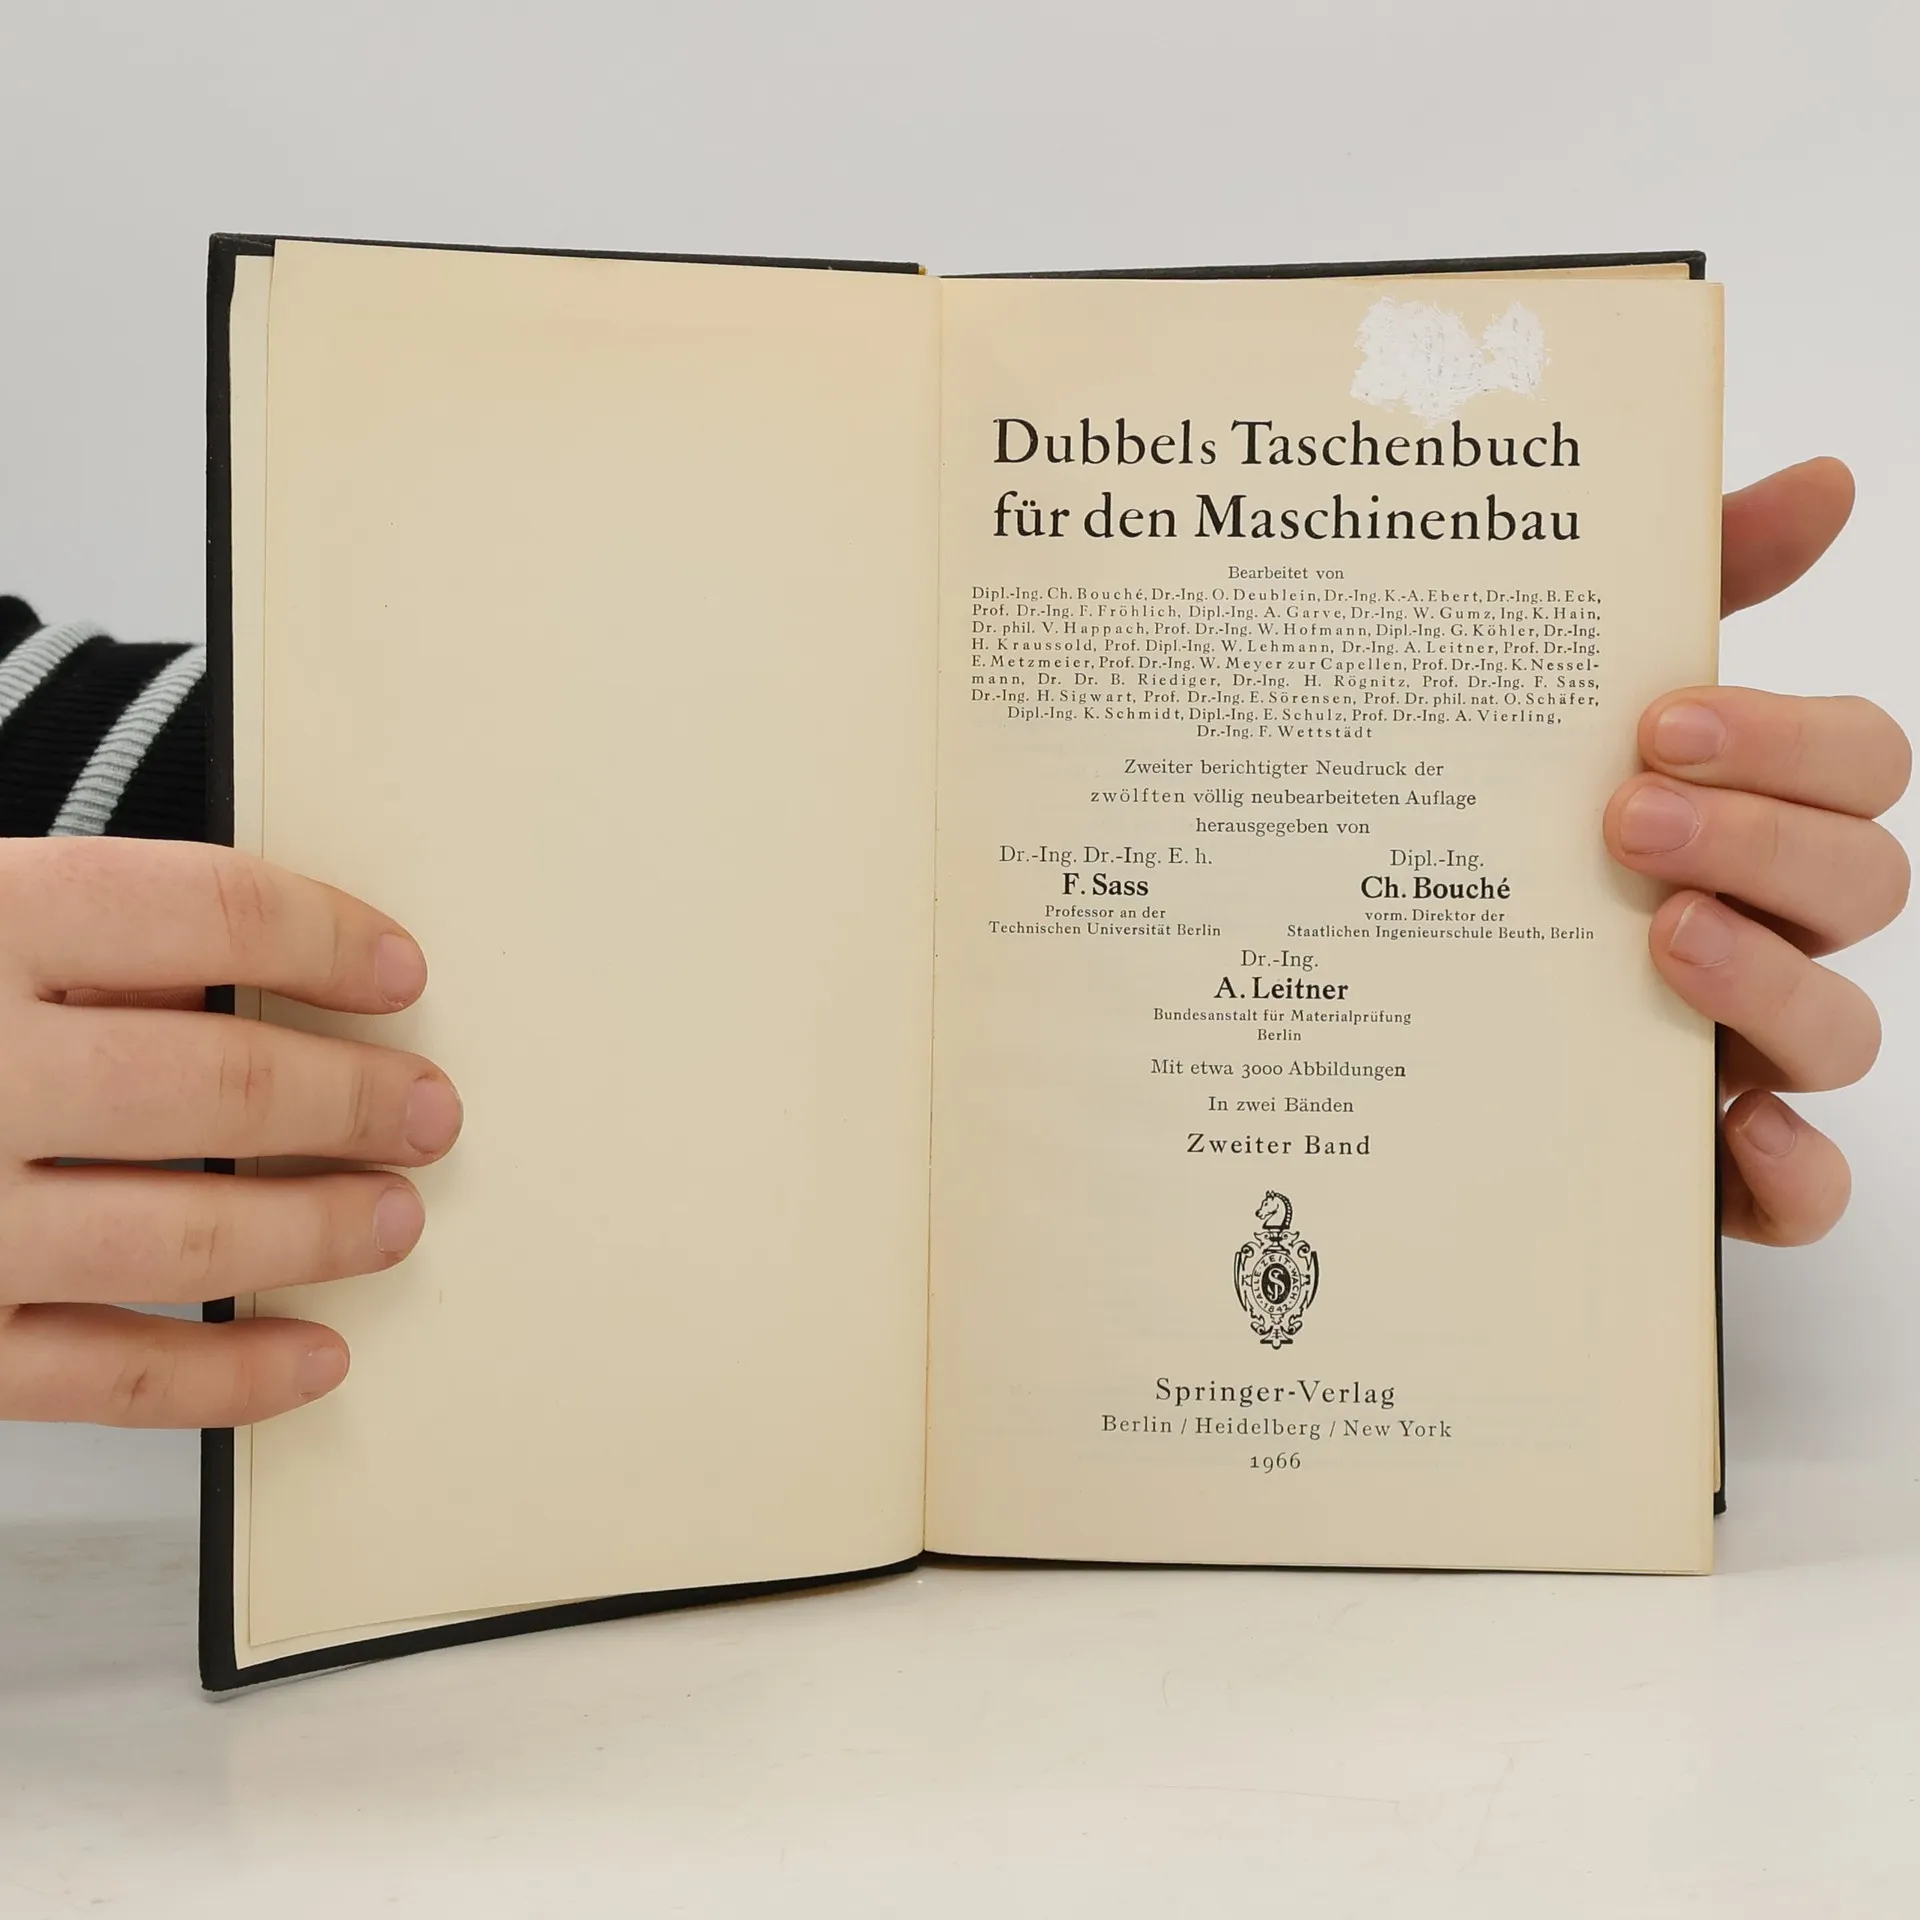 Dubbels Taschenbuch
für den Maschinenbau
Bearbeitet von
Dipl.-Ing. Ch. Bouché, Dr.-Ing. O. Deublein, Dr.-Ing. K.-A. Ebert, Dr.-Ing. B. Eck,
Prof. Dr.-Ing. F. Fröhlich, Dipl.-Ing. A. Garve, Dr.-Ing. W. Gumz, Ing. K. Hain,
Dr. phil. V. Happach, Prof. Dr.-Ing. W. Hofmann, Dipl.-Ing. G. Köhler, Dr.-Ing.
H. Kraussold, Prof. Dipl.-Ing. W. Lehmann, Dr.-Ing. A. Leitner, Prof. Dr.-Ing.
E. Metzmeier, Prof. Dr.-Ing. W. Meyer zur Capellen, Prof. Dr.-Ing. K. Nessel-
mann, Dr. Dr. B. Riediger, Dr.-Ing. H. Rögnitz, Prof. Dr.-Ing. F. Sass,
Dr.-Ing. H. Sigwart, Prof. Dr.-Ing. E. Sörensen, Prof. Dr. phil. nat. O. Schäfer,
Dipl.-Ing. K. Schmidt, Dipl.-Ing. E. Schulz, Prof. Dr.-Ing. A. Vierling,
Dr.-Ing. F. Wettstädt
Zweiter berichtigter Neudruck der
zwölften völlig neubearbeiteten Auflage
herausgegeben von
Dr.-Ing. Dr.-Ing. E. h.
F. Sass
Professor an der
Technischen Universität Berlin
Dipl.-Ing.
Ch. Bouché
vorm. Direktor der
Staatlichen Ingenieurschule Beuth, Berlin
Dr.-Ing.
A. Leitner
Bundesanstalt für Materialprüfung
Berlin
Mit etwa 3000 Abbildungen
In zwei Bänden
Zweiter Band
ALLE·ZEIT·WACH
JS
·1842·
Springer-Verlag
Berlin / Heidelberg / New York
1966